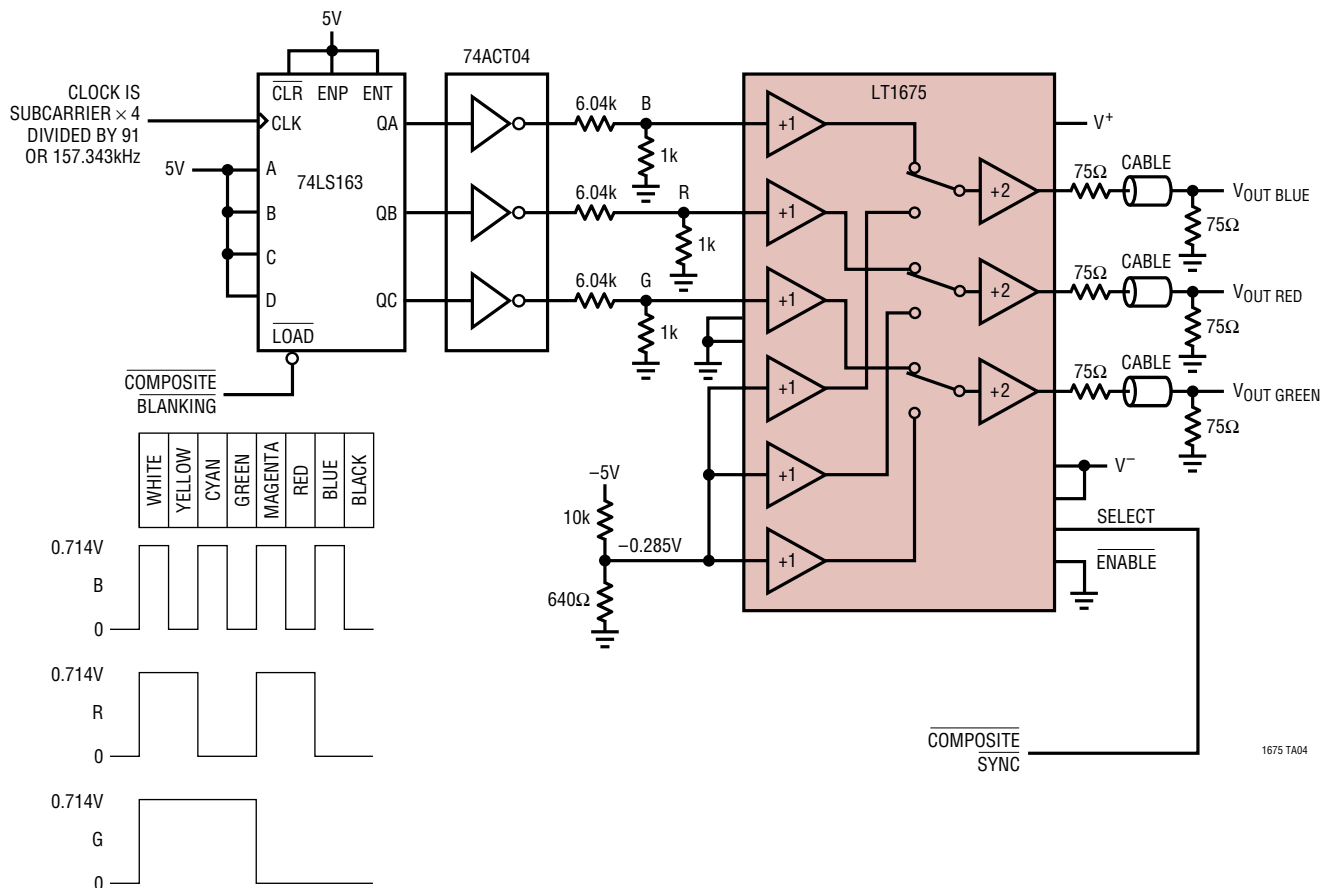 5V
74ACT04
CLOCK IS
SUBCARRIER × 4
DIVIDED BY 91
OR 157.343kHz
5V
CLR ENP ENT
CLK
A
B
C
D
74LS163
QA
QB
QC
LOAD
COMPOSITE
BLANKING
6.04k
B
1k
6.04k
R
1k
6.04k
G
1k
LT1675
+1
+1
+1
+1
+1
+1
+2
+2
+2
V+
75Ω
CABLE
VOUT BLUE
75Ω
75Ω
CABLE
VOUT RED
75Ω
75Ω
CABLE
VOUT GREEN
75Ω
V−
SELECT
ENABLE
−5V
10k
−0.285V
640Ω
COMPOSITE
SYNC
WHITE
YELLOW
CYAN
GREEN
MAGENTA
RED
BLUE
BLACK
0.714V
B
0
0.714V
R
0
0.714V
G
0
1675 TA04